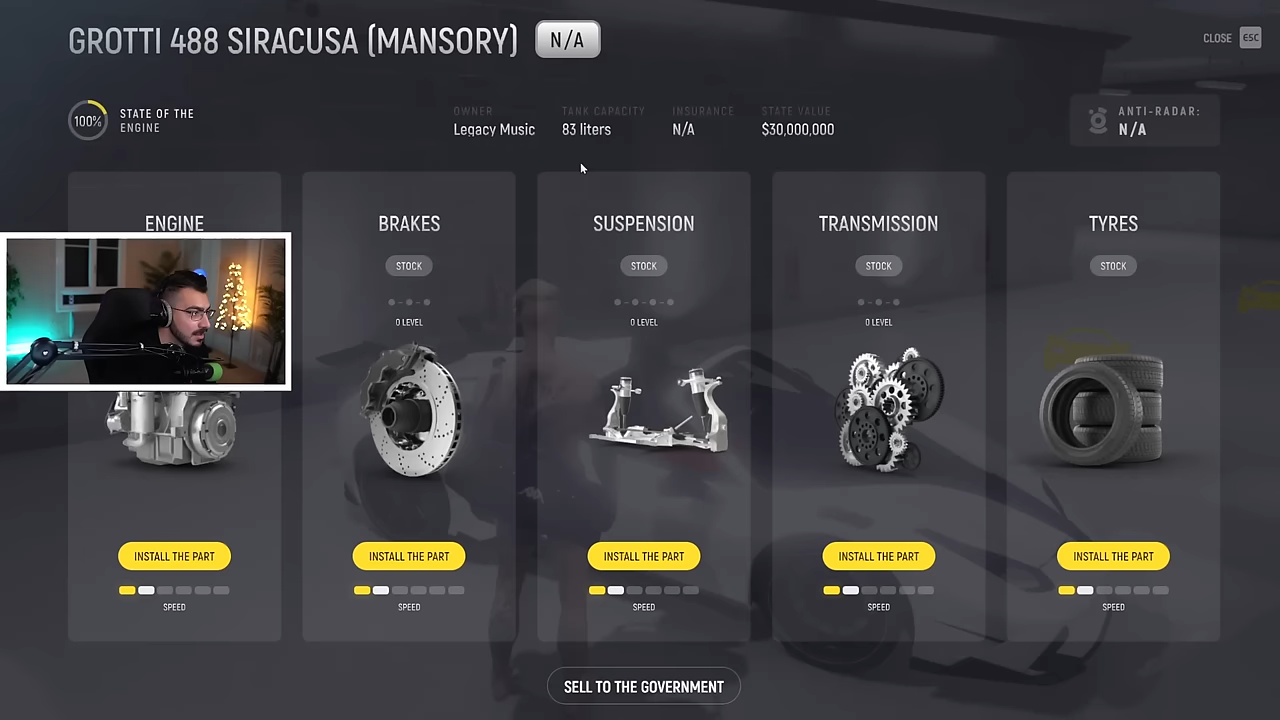 GROTTI 488 SIRACUSA (MANSORY) N/A
CLOSE ESC
100% STATE OF THE ENGINE
OWNER
Legacy Music
TANK CAPACITY
83 liters
INSURANCE
N/A
STATE VALUE
$30,000,000
ANTI-RADAR:
N/A
ENGINE
INSTALL THE PART
SPEED
BRAKES
STOCK
0 LEVEL
INSTALL THE PART
SPEED
SUSPENSION
STOCK
0 LEVEL
INSTALL THE PART
SPEED
TRANSMISSION
STOCK
0 LEVEL
INSTALL THE PART
SPEED
TYRES
STOCK
INSTALL THE PART
SPEED
SELL TO THE GOVERNMENT